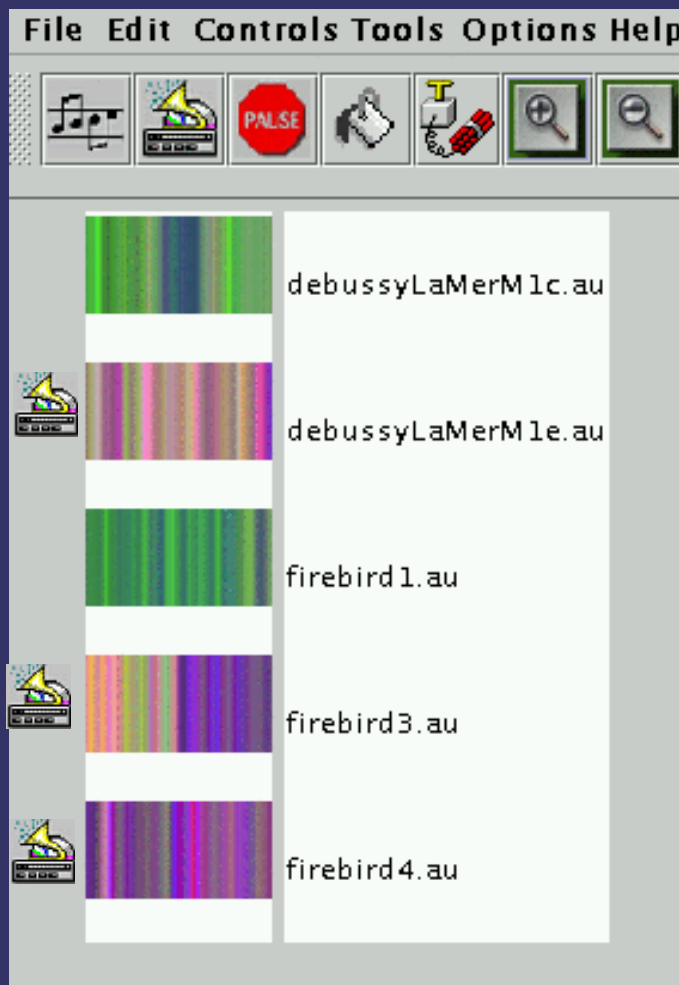 File Edit Controls Tools Options Help
PAUSE
debussyLaMerM1c.au
debussyLaMerM1e.au
firebird1.au
firebird3.au
firebird4.au